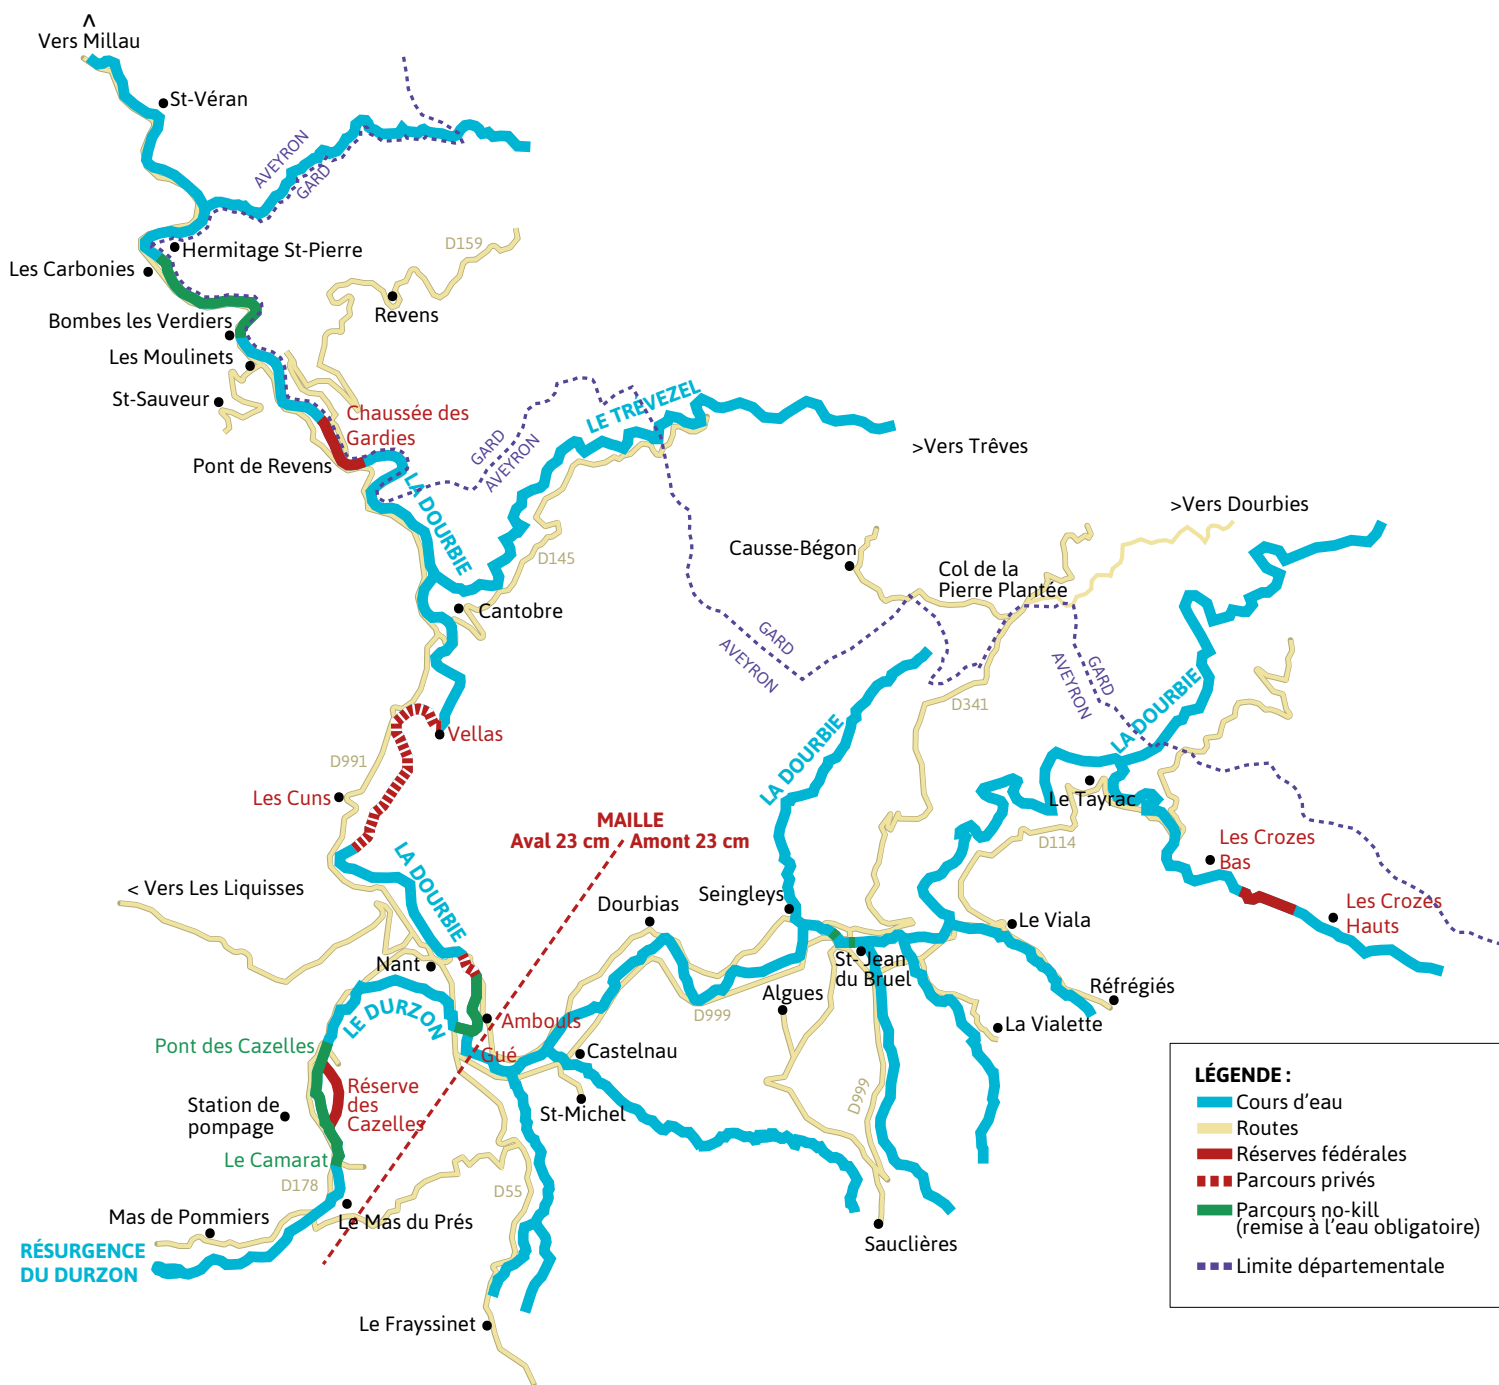 ^
Vers Millau
St-Véran
AVEYRON
GARD
Hermitage St-Pierre
D159
Les Carbonies
Revens
Bombes les Verdiers
Les Moulinets
St-Sauveur
LE TREVEZEL
Chaussée des
Gardies
GARD
AVEYRON
>Vers Trêves
Pont de Revens
LA DOURBIE
>Vers Dourbies
D145
Causse-Bégon
Col de la
Pierre Plantée
Cantobre
GARD
AVEYRON
GARD
AVEYRON
LA DOURBIE
D341
LA DOURBIE
Vellas
D991
Les Cuns
Le Tayrac
MAILLE
Aval 23 cm
Amont 23 cm
D114
Les Crozes
Bas
LA DOURBIE
< Vers Les Liquisses
Seingleys
Dourbias
Le Viala
Les Crozes
Hauts
Nant
St-Jean
du Bruel
Réfrégiés
Algues
LE DURZON
D999
Ambouls
La Vialette
Pont des Cazelles
Gué
Castelnau
Réserve
des
Cazelles
Station de
pompage
St-Michel
D999
Le Camarat
D178
D55
Mas de Pommiers
Le Mas du Prés
Sauclières
RÉSURGENCE
DU DURZON
Le Frayssinet
LÉGENDE :
Cours d'eau
Routes
Réserves fédérales
Parcours privés
Parcours no-kill
(remise à l'eau obligatoire)
Limite départementale